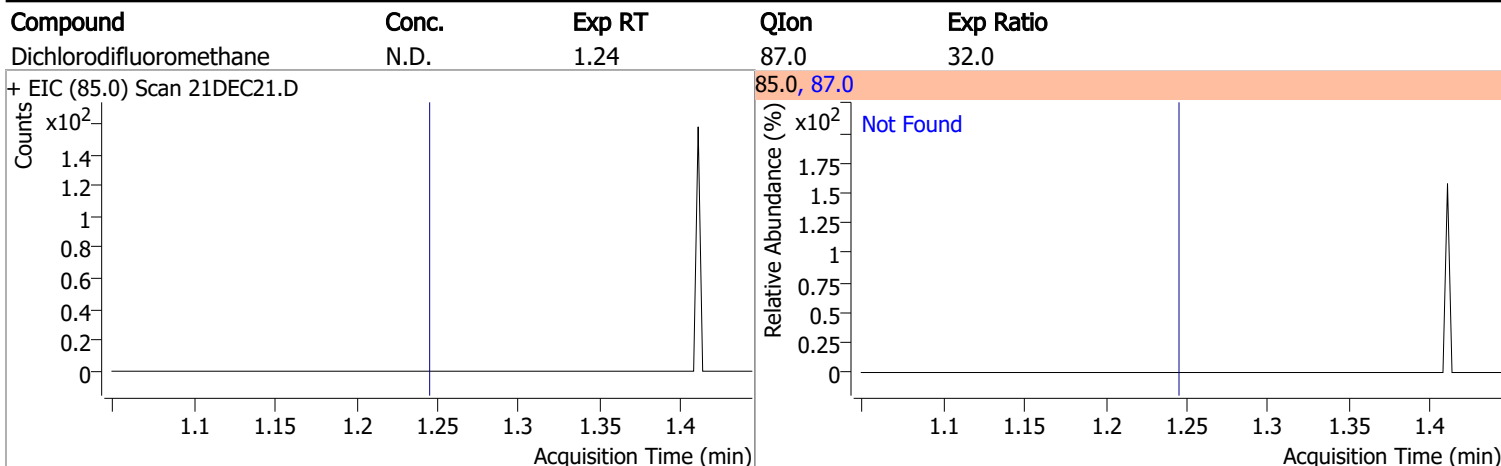 Compound Conc. Exp RT QIon Exp Ratio
Dichlorodifluoromethane N.D. 1.24 87.0 32.0
+ EIC (85.0) Scan 21DEC21.D
Counts
x10²
1.4
1.2
1
0.8
0.6
0.4
0.2
0
1.1 1.15 1.2 1.25 1.3 1.35 1.4
Acquisition Time (min)
85.0, 87.0
Relative Abundance (%)
x10²
Not Found
1.75
1.5
1.25
1
0.75
0.5
0.25
0
1.1 1.15 1.2 1.25 1.3 1.35 1.4
Acquisition Time (min)